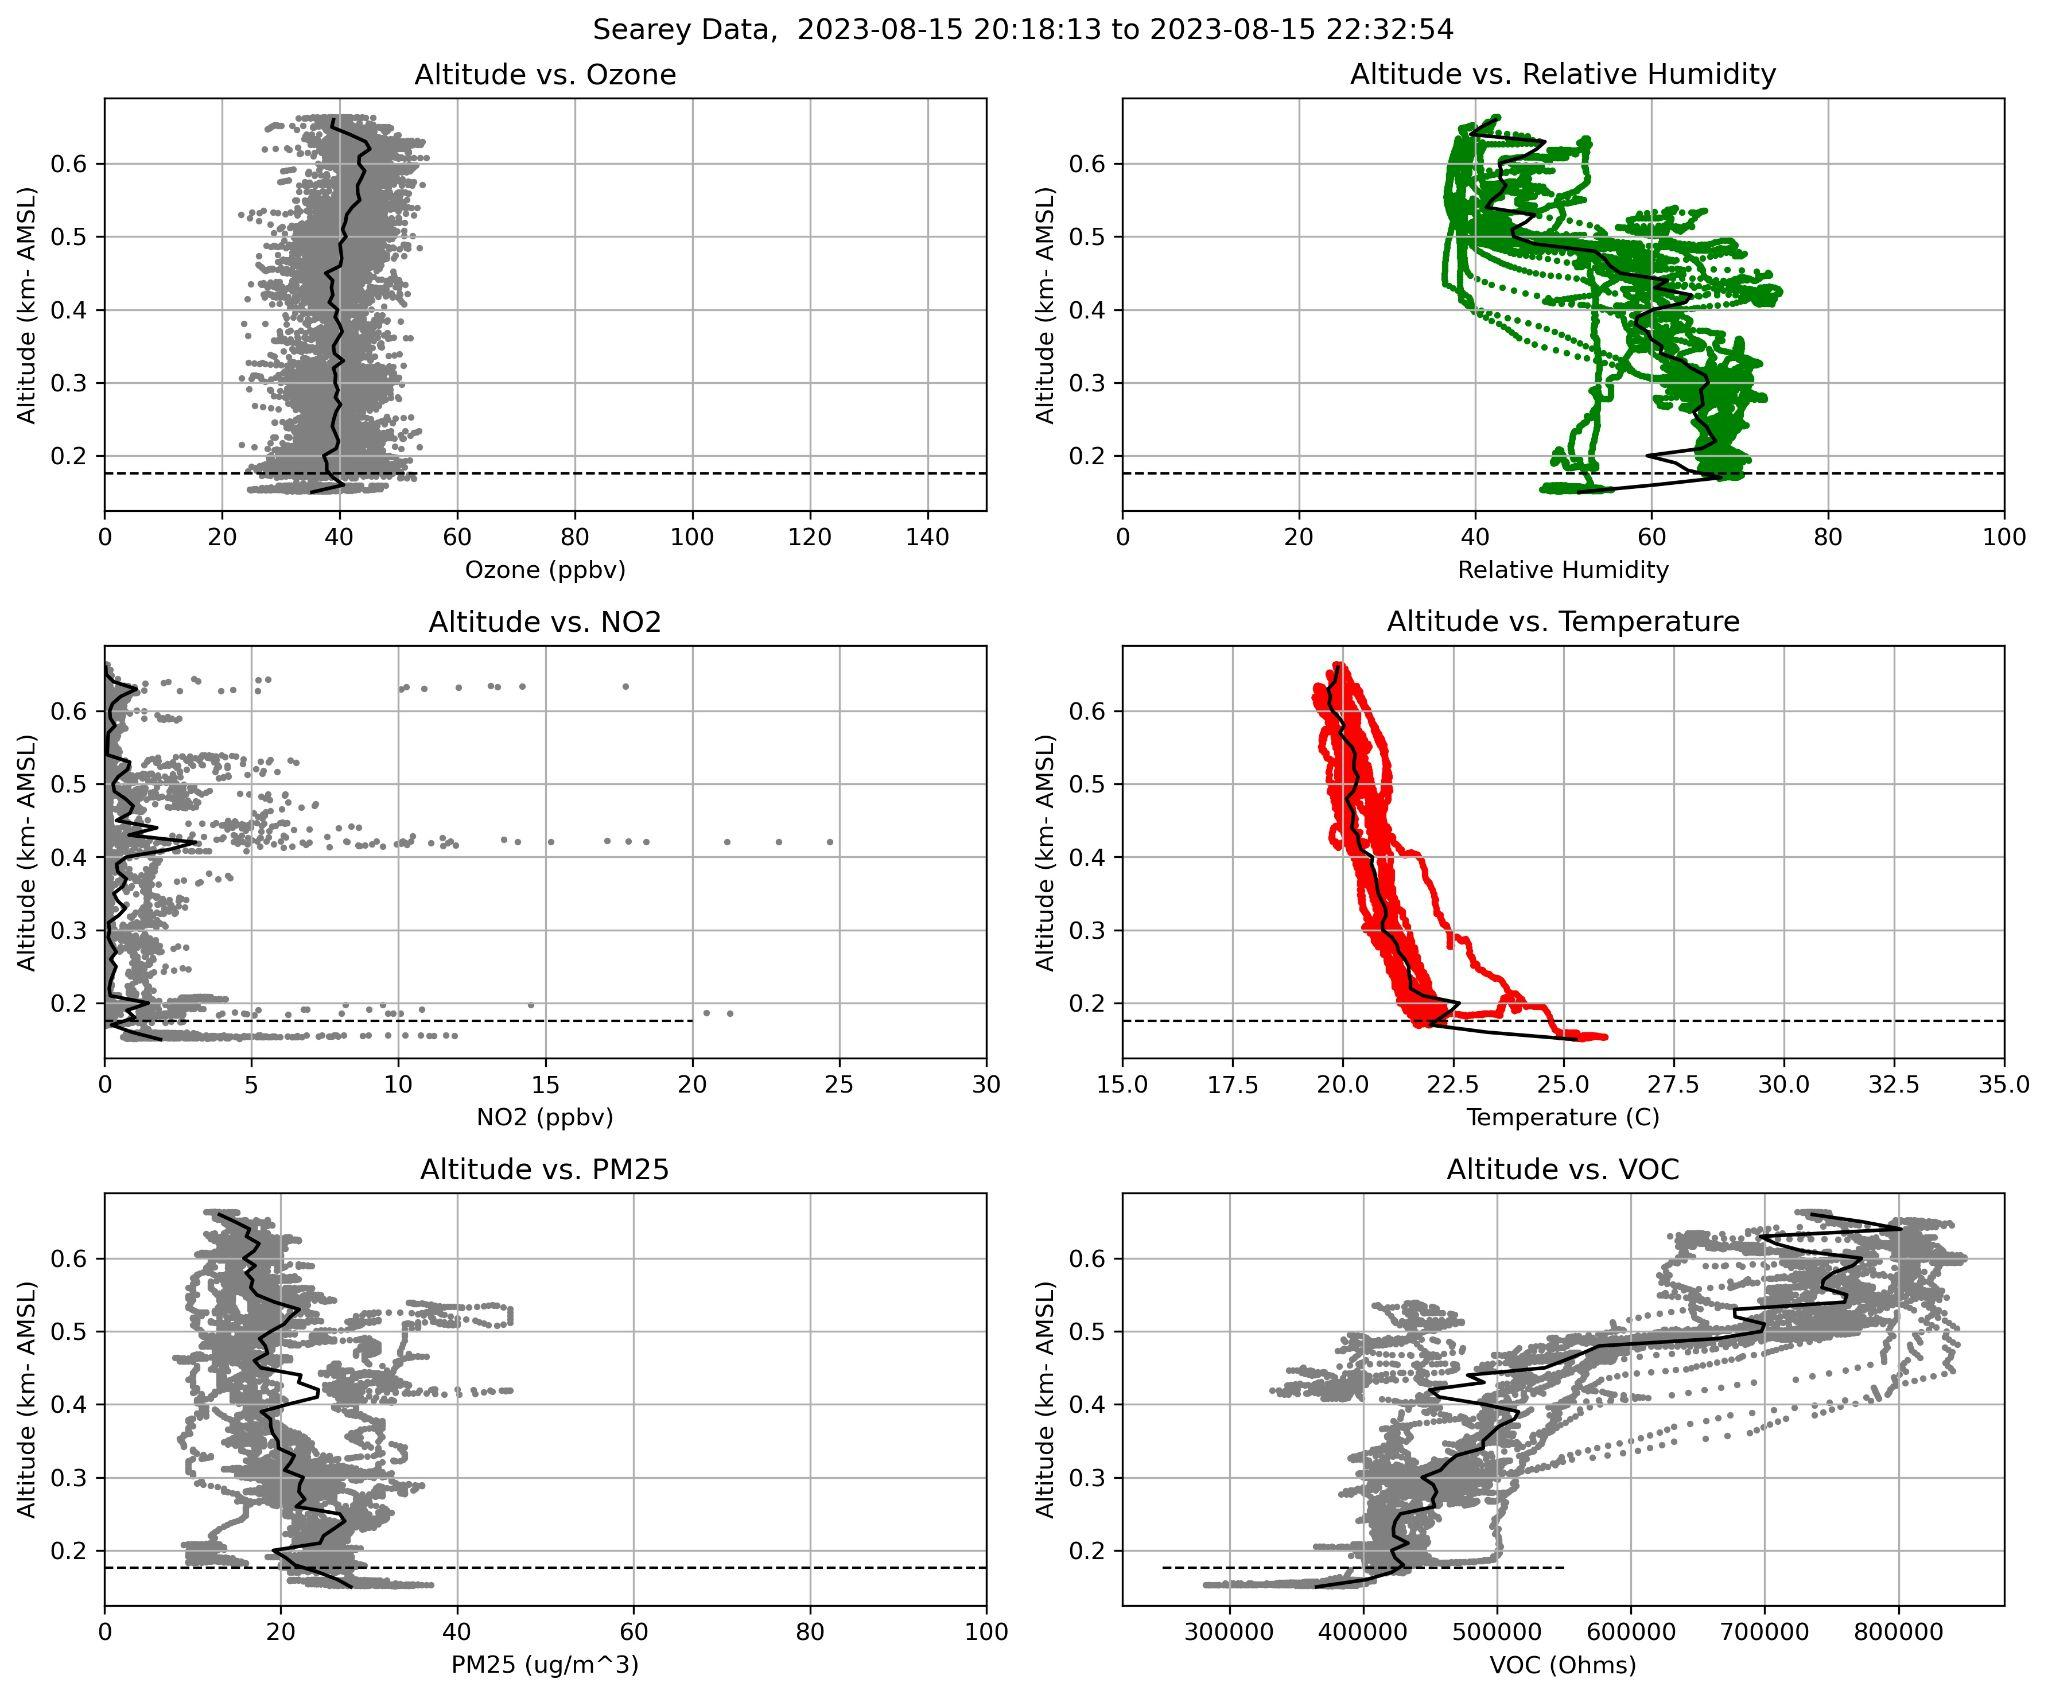 Searey Data,  2023-08-15 20:18:13 to 2023-08-15 22:32:54
Altitude vs. Ozone
Altitude (km- AMSL)
0.6
0.5
0.4
0.3
0.2
0 20 40 60 80 100 120 140
Ozone (ppbv)
Altitude vs. Relative Humidity
Altitude (km- AMSL)
0.6
0.5
0.4
0.3
0.2
0 20 40 60 80 100
Relative Humidity
Altitude vs. NO2
Altitude (km- AMSL)
0.6
0.5
0.4
0.3
0.2
0 5 10 15 20 25 30
NO2 (ppbv)
Altitude vs. Temperature
Altitude (km- AMSL)
0.6
0.5
0.4
0.3
0.2
15.0 17.5 20.0 22.5 25.0 27.5 30.0 32.5 35.0
Temperature (C)
Altitude vs. PM25
Altitude (km- AMSL)
0.6
0.5
0.4
0.3
0.2
0 20 40 60 80 100
PM25 (ug/m^3)
Altitude vs. VOC
Altitude (km- AMSL)
0.6
0.5
0.4
0.3
0.2
300000 400000 500000 600000 700000 800000
VOC (Ohms)